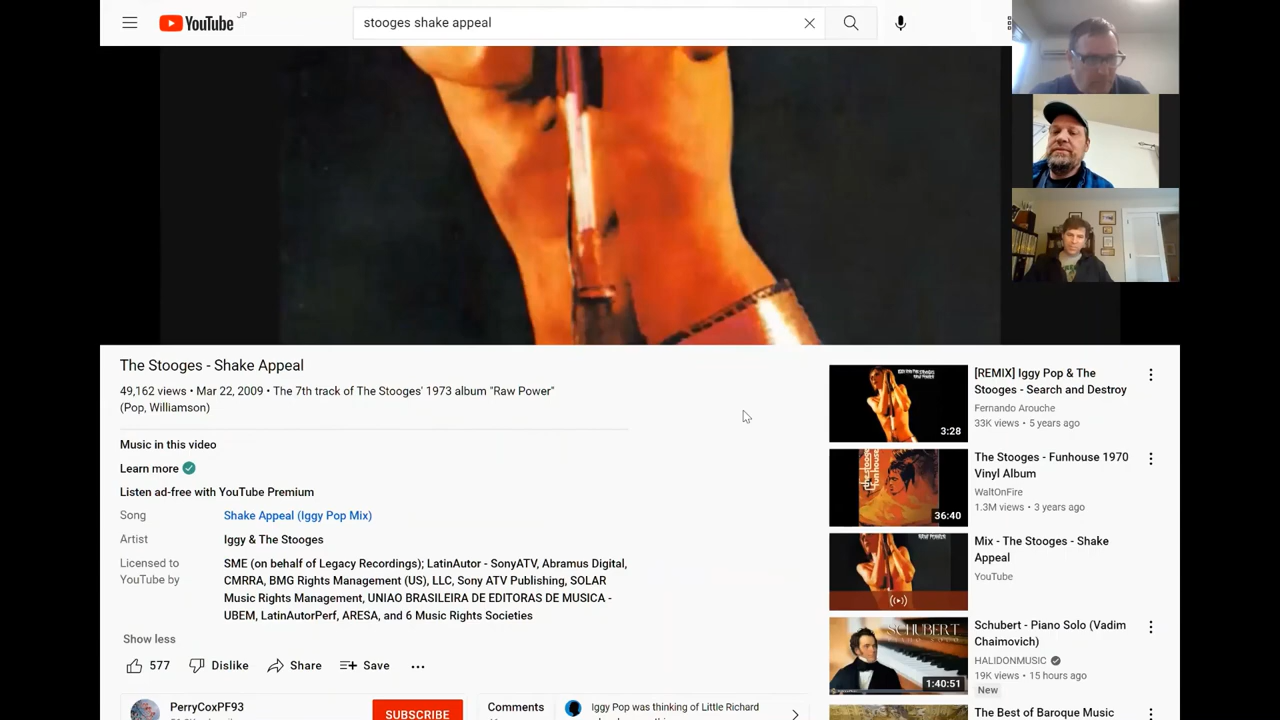 YouTube JP
stooges shake appeal
The Stooges - Shake Appeal
49,162 views • Mar 22, 2009 • The 7th track of The Stooges' 1973 album "Raw Power"
(Pop, Williamson)
Music in this video
Learn more
Listen ad-free with YouTube Premium
Song
Shake Appeal (Iggy Pop Mix)
Artist
Iggy & The Stooges
Licensed to
YouTube by
SME (on behalf of Legacy Recordings); LatinAutor - SonyATV, Abramus Digital,
CMRRA, BMG Rights Management (US), LLC, Sony ATV Publishing, SOLAR
Music Rights Management, UNIAO BRASILEIRA DE EDITORAS DE MUSICA -
UBEM, LatinAutorPerf, ARESA, and 6 Music Rights Societies
Show less
577
Dislike
Share
Save
PerryCoxPF93
SUBSCRIBE
Comments
Iggy Pop was thinking of Little Richard
3:28
[REMIX] Iggy Pop & The
Stooges - Search and Destroy
Fernando Arouche
33K views • 5 years ago
36:40
The Stooges - Funhouse 1970
Vinyl Album
WaltOnFire
1.3M views • 3 years ago
Mix - The Stooges - Shake
Appeal
YouTube
SCHUBERT
1:40:51
Schubert - Piano Solo (Vadim
Chaimovich)
HALIDONMUSIC
19K views • 15 hours ago
New
The Best of Baroque Music